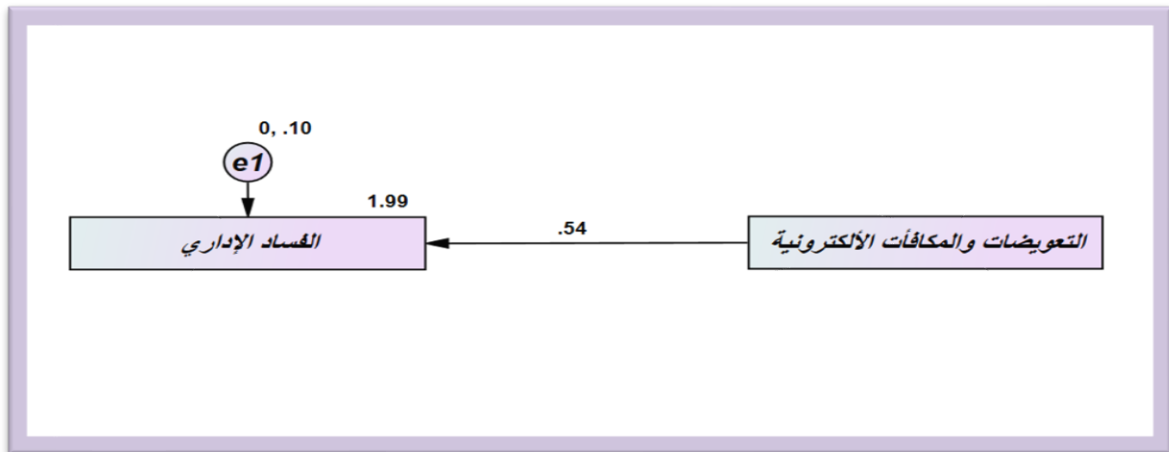 0, .10
e1
1.99
الفساد الإداري
.54
التعويضات والمكافأت الألكترونية